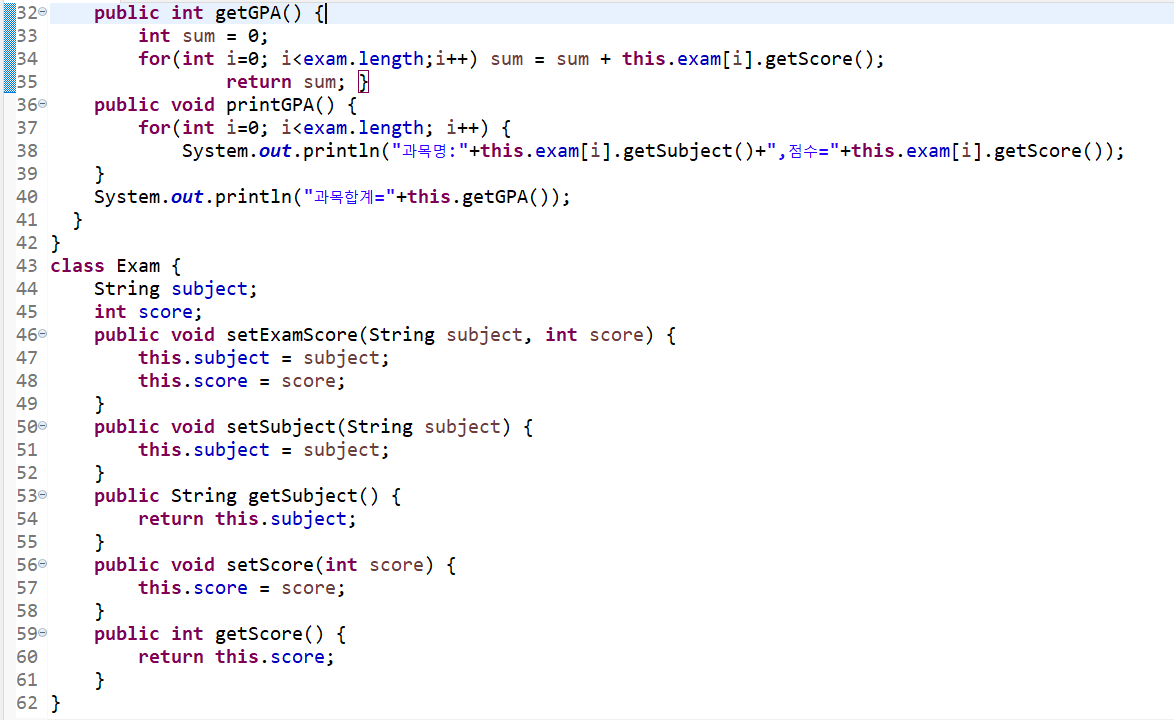 32 public int getGPA() {
33 int sum = 0;
34 for(int i=0; i<exam.length;i++) sum = sum + this.exam[i].getScore();
35 return sum; }
36 public void printGPA() {
37 for(int i=0; i<exam.length; i++) {
38 System.out.println("과목명:"+this.exam[i].getSubject()+",점수="+this.exam[i].getScore());
39 }
40 System.out.println("과목합계="+this.getGPA());
41 }
42 }
43 class Exam {
44 String subject;
45 int score;
46 public void setExamScore(String subject, int score) {
47 this.subject = subject;
48 this.score = score;
49 }
50 public void setSubject(String subject) {
51 this.subject = subject;
52 }
53 public String getSubject() {
54 return this.subject;
55 }
56 public void setScore(int score) {
57 this.score = score;
58 }
59 public int getScore() {
60 return this.score;
61 }
62 }